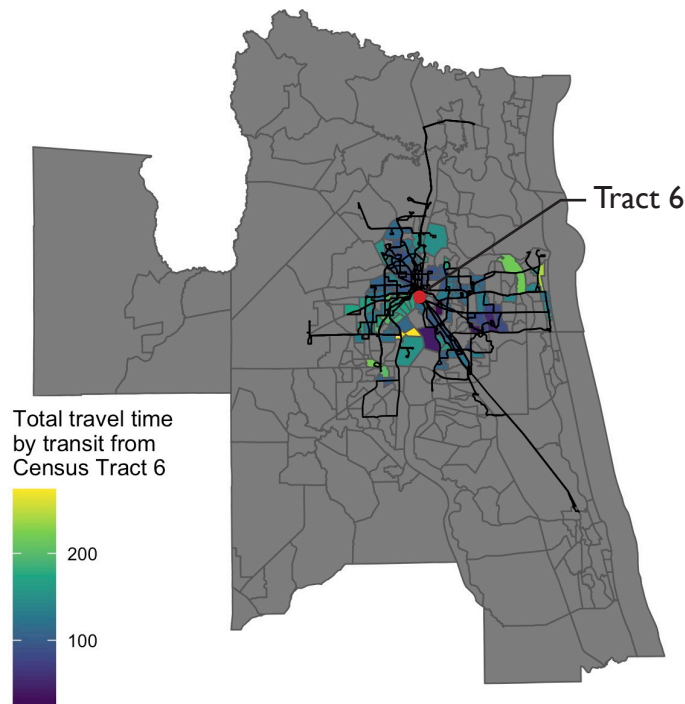 Tract 6
Total travel time
by transit from
Census Tract 6
200
100